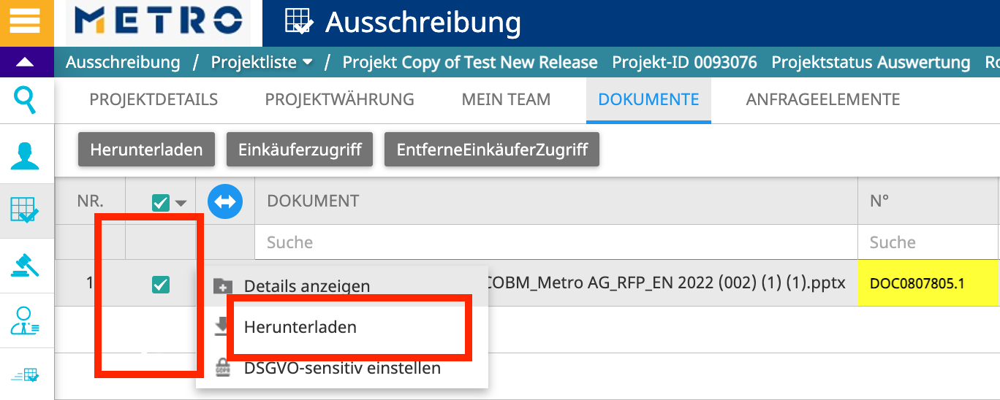 METRO Ausschreibung
Ausschreibung / Projektliste / Projekt Copy of Test New Release Projekt-ID 0093076 Projektstatus Auswertung
PROJEKTDETAILS PROJEKTWÄHRUNG MEIN TEAM DOKUMENTE ANFRAGEELEMENTE
Herunterladen Einkäuferzugriff EntferneEinkäuferZugriff
NR. DOKUMENT N°
Suche Suche
1 Details anzeigen COBM_Metro AG_RFP_EN 2022 (002) (1) (1).pptx DOC0807805.1
Herunterladen
DSGVO-sensitiv einstellen